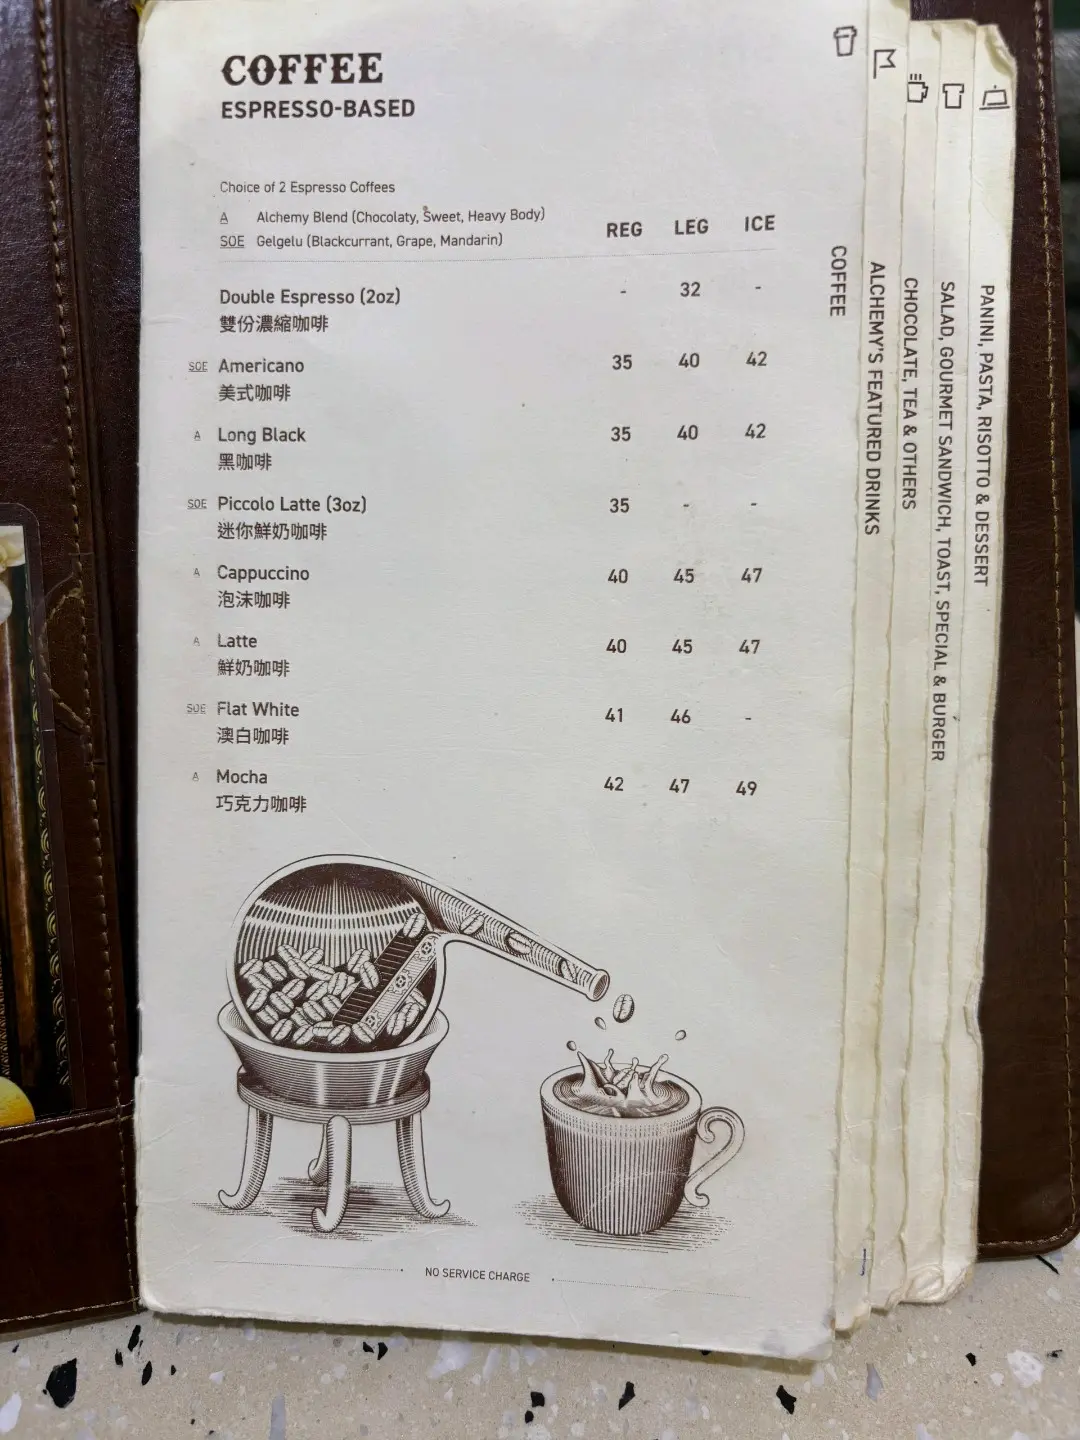 COFFEE
ESPRESSO-BASED
Choice of 2 Espresso Coffees
A Alchemy Blend (Chocolaty, Sweet, Heavy Body)
SOE Gelgelu (Blackcurrant, Grape, Mandarin)
REG LEG ICE
Double Espresso (2oz) - 32 -
雙份濃縮咖啡
SOE Americano 35 40 42
美式咖啡
A Long Black 35 40 42
黑咖啡
SOE Piccolo Latte (3oz) 35 - -
迷你鮮奶咖啡
A Cappuccino 40 45 47
泡沫咖啡
A Latte 40 45 47
鮮奶咖啡
SOE Flat White 41 46 -
澳白咖啡
A Mocha 42 47 49
巧克力咖啡
NO SERVICE CHARGE
COFFEE
ALCHEMY'S FEATURED DRINKS
CHOCOLATE, TEA & OTHERS
SALAD, GOURMET SANDWICH, TOAST, SPECIAL & BURGER
PANINI, PASTA, RISOTTO & DESSERT